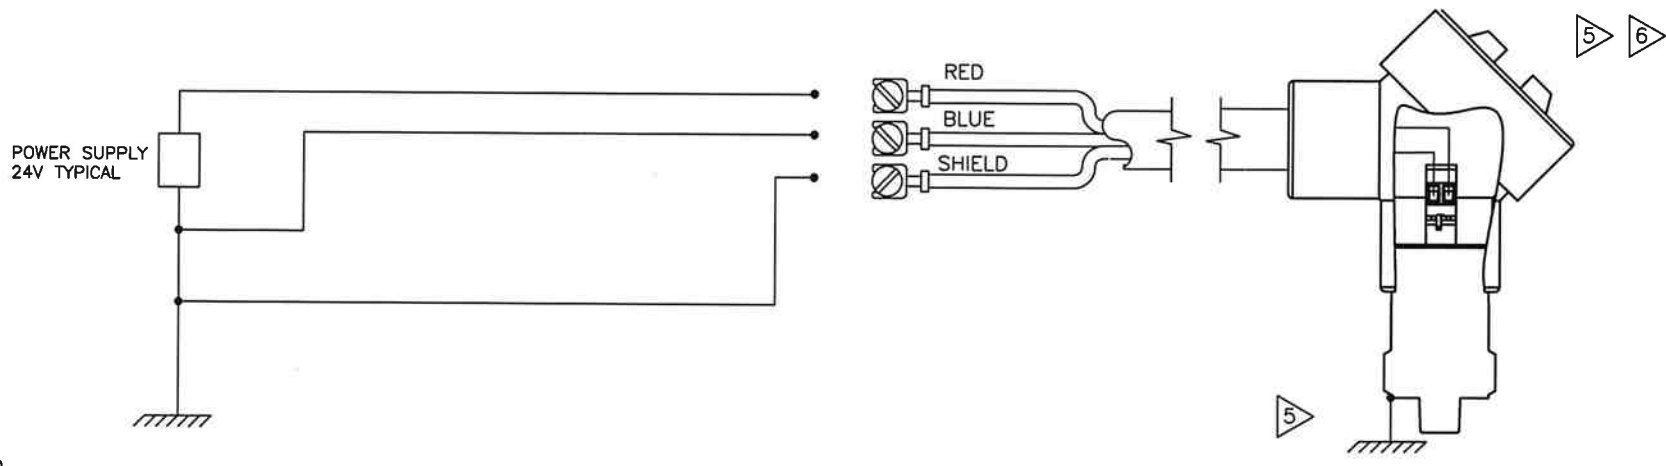 5 6
RED
BLUE
POWER SUPPLY
24V TYPICAL
SHIELD
5